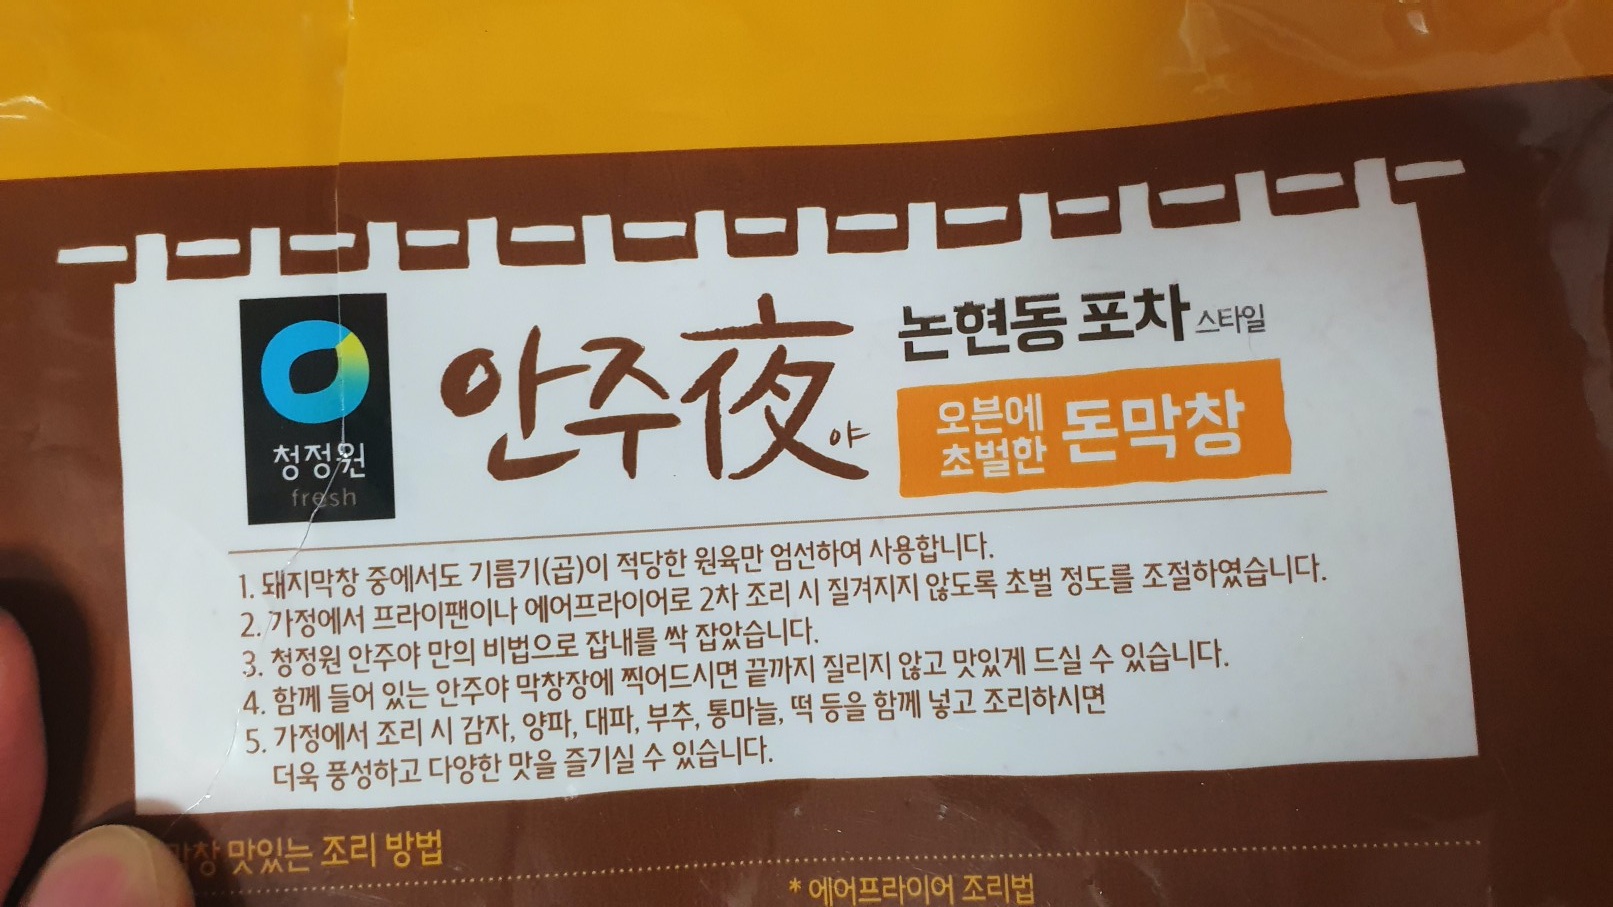 청정원
fresh
안주夜
야
논현동 포차 스타일
오븐에
초벌한
돈막창
1. 돼지막창 중에서도 기름기(곱)이 적당한 원육만 엄선하여 사용합니다.
2. 가정에서 프라이팬이나 에어프라이어로 2차 조리 시 질겨지지 않도록 초벌 정도를 조절하였습니다.
3. 청정원 안주야 만의 비법으로 잡내를 싹 잡았습니다.
4. 함께 들어 있는 안주야 막창장에 찍어드시면 끝까지 질리지 않고 맛있게 드실 수 있습니다.
5. 가정에서 조리 시 감자, 양파, 대파, 부추, 통마늘, 떡 등을 함께 넣고 조리하시면
더욱 풍성하고 다양한 맛을 즐기실 수 있습니다.
막창 맛있는 조리 방법
* 에어프라이어 조리법